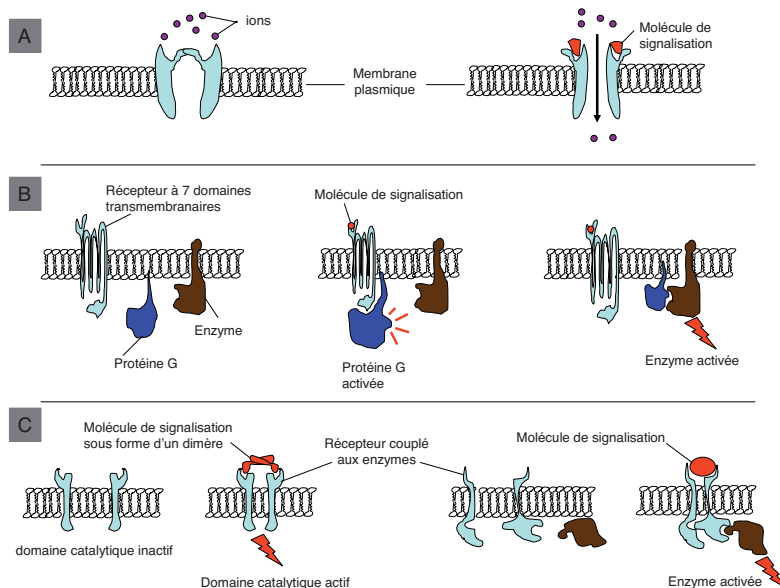 A
ions
Molécule de
signalisation
Membrane
plasmique
B
Récepteur à 7 domaines
transmembranaires
Molécule de signalisation
Enzyme
Protéine G
Protéine G
activée
Enzyme activée
C
Molécule de signalisation
sous forme d'un dimère
Récepteur couplé
aux enzymes
Molécule de signalisation
domaine catalytique inactif
Domaine catalytique actif
Enzyme activée